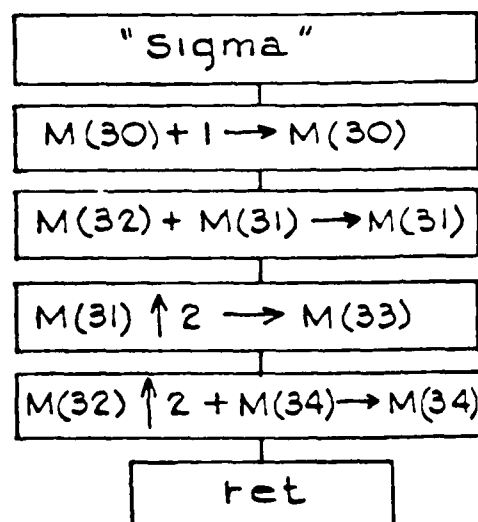 "Sigma"
M(30)+1 → M(30)
M(32) + M(31) → M(31)
M(31) ↑ 2 → M(33)
M(32) ↑ 2 + M(34) → M(34)
ret